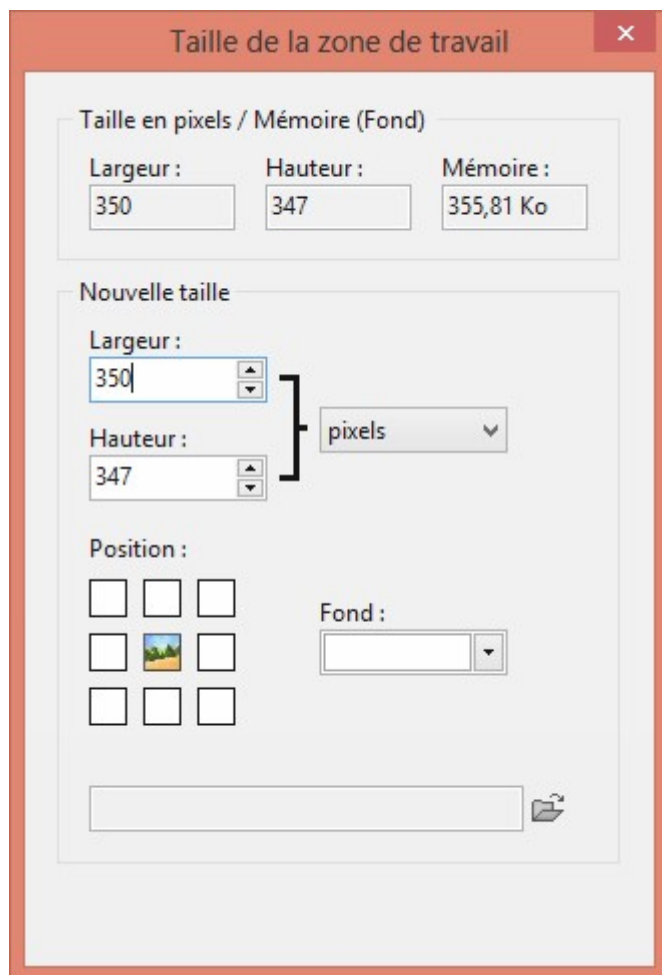 Taille de la zone de travail
Taille en pixels / Mémoire (Fond)
Largeur : Hauteur : Mémoire :
350 347 355,81 Ko
Nouvelle taille
Largeur :
350
pixels
Hauteur :
347
Position :
Fond :